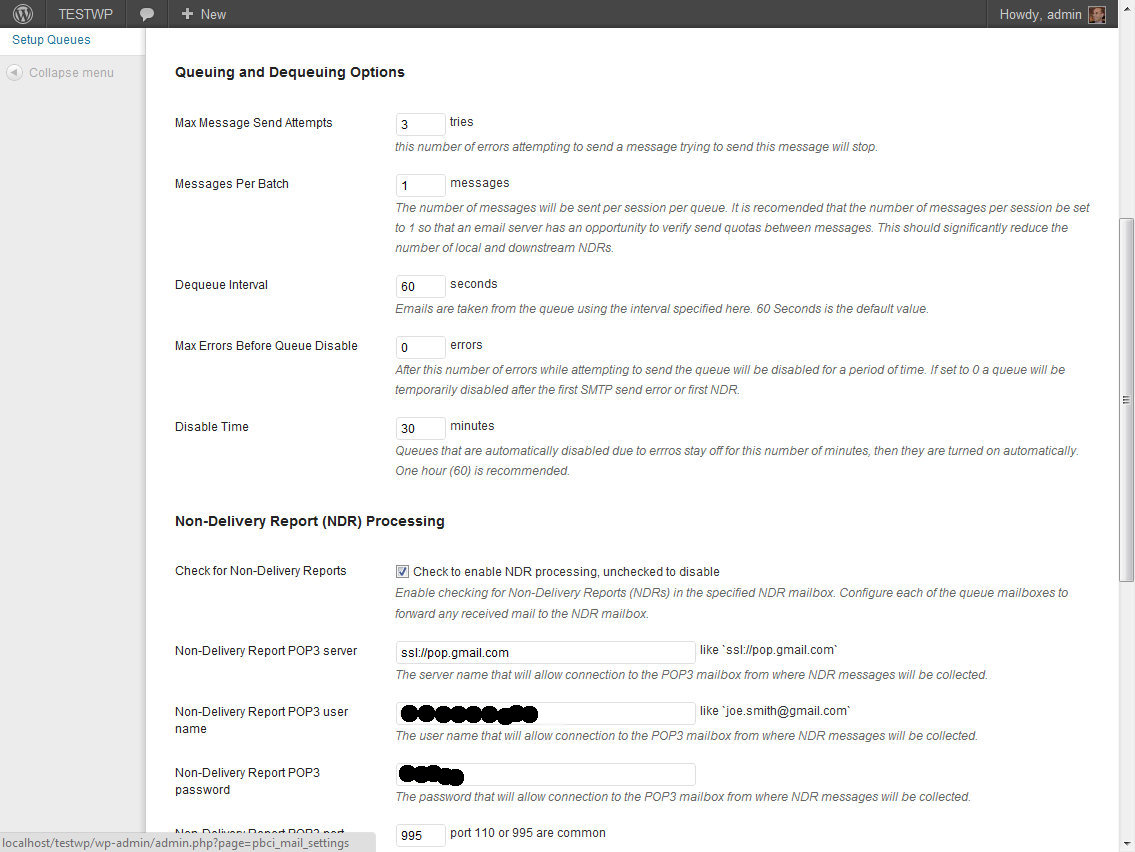 TESTWP New Howdy, admin
Setup Queues
Collapse menu
Queuing and Dequeuing Options
Max Message Send Attempts 3 tries
this number of errors attempting to send a message trying to send this message will stop.
Messages Per Batch 1 messages
The number of messages will be sent per session per queue. It is recomended that the number of messages per session be set
to 1 so that an email server has an opportunity to verify send quotas between messages. This should significantly reduce the
number of local and downstream NDRs.
Dequeue Interval 60 seconds
Emails are taken from the queue using the interval specified here. 60 Seconds is the default value.
Max Errors Before Queue Disable 0 errors
After this number of errors while attempting to send the queue will be disabled for a period of time. If set to 0 a queue will be
temporarily disabled after the first SMTP send error or first NDR.
Disable Time 30 minutes
Queues that are automatically disabled due to errros stay off for this number of minutes, then they are turned on automatically.
One hour (60) is recommended.
Non-Delivery Report (NDR) Processing
Check for Non-Delivery Reports Check to enable NDR processing, unchecked to disable
Enable checking for Non-Delivery Reports (NDRs) in the specified NDR mailbox. Configure each of the queue mailboxes to
forward any received mail to the NDR mailbox.
Non-Delivery Report POP3 server ssl://pop.gmail.com like `ssl://pop.gmail.com`
The server name that will allow connection to the POP3 mailbox from where NDR messages will be collected.
Non-Delivery Report POP3 user like `joe.smith@gmail.com`
name
The user name that will allow connection to the POP3 mailbox from where NDR messages will be collected.
Non-Delivery Report POP3
password
The password that will allow connection to the POP3 mailbox from where NDR messages will be collected.
Non-Delivery Report POP3 port 995 port 110 or 995 are common
localhost/testwp/wp-admin/admin.php?page=pbci_mail_settings